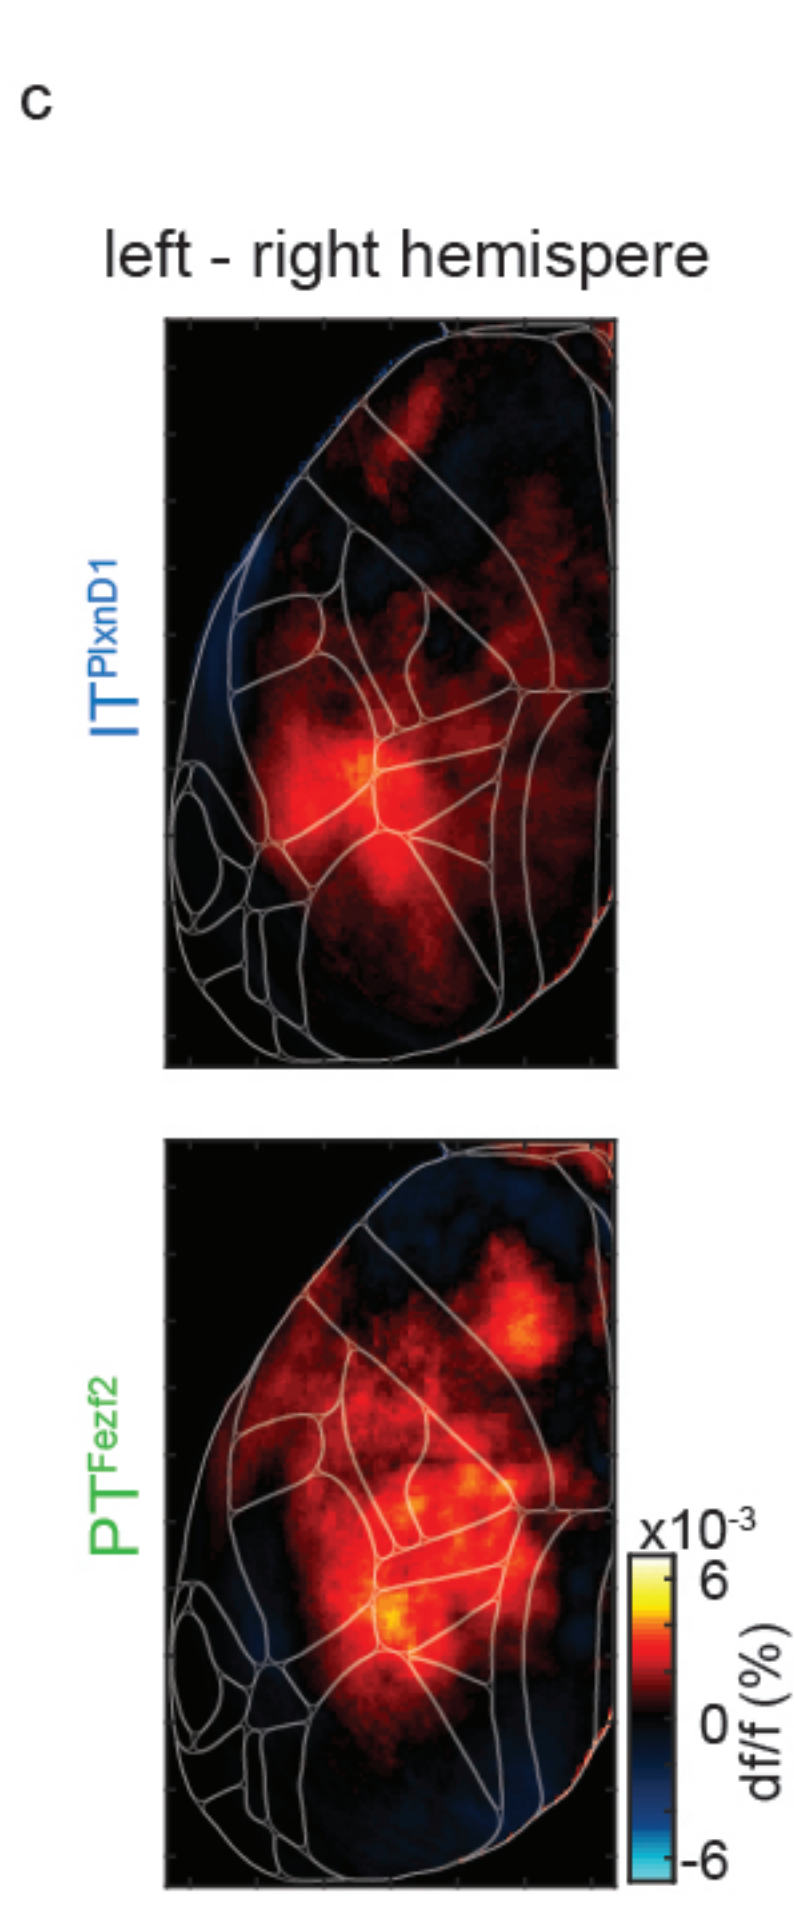 c
left - right hemispere
ITPlxnD1
PTFezf2
x10-3
6
0
-6
df/f (%)